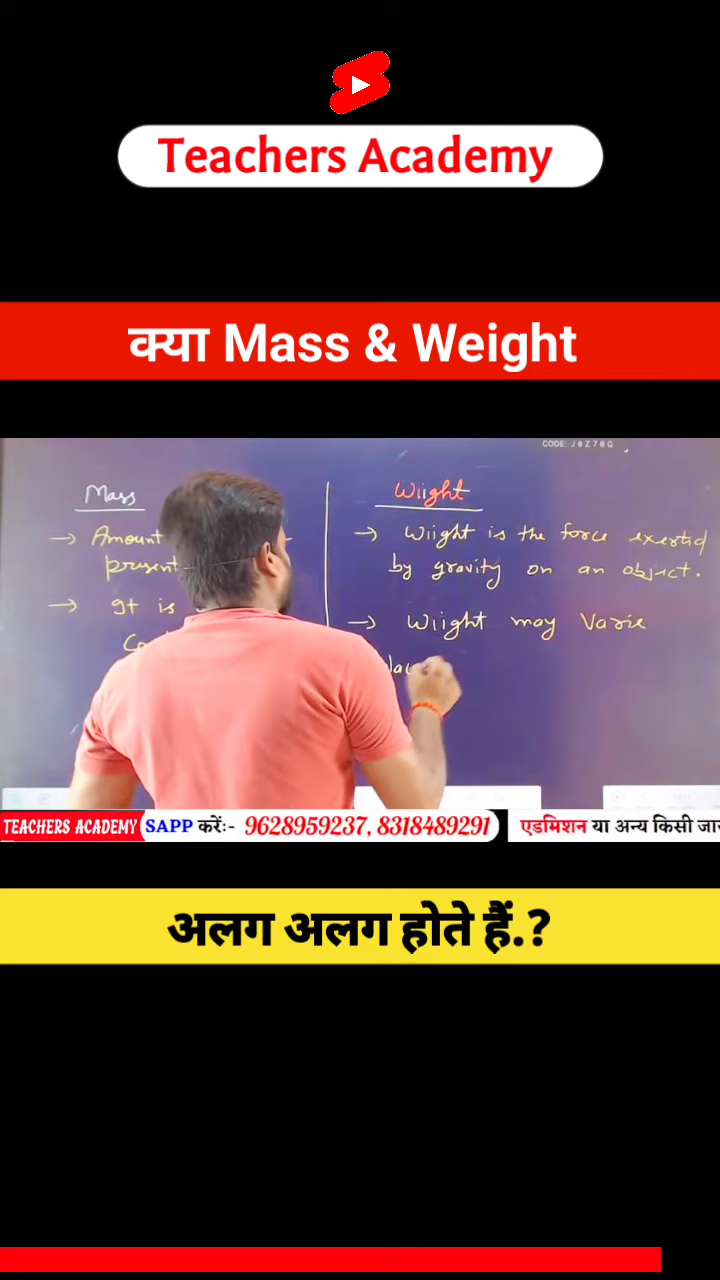 Teachers Academy
क्या Mass & Weight
CODE: J8Z78Q
Mass
Amount
present
It is
Wiight
Wiight is the force exertid
by gravity on an object.
Wiight may Varie
TEACHERS ACADEMY SAPP करें:- 9628959237, 8318489291 एडमिशन या अन्य किसी
अलग अलग होते हैं.?